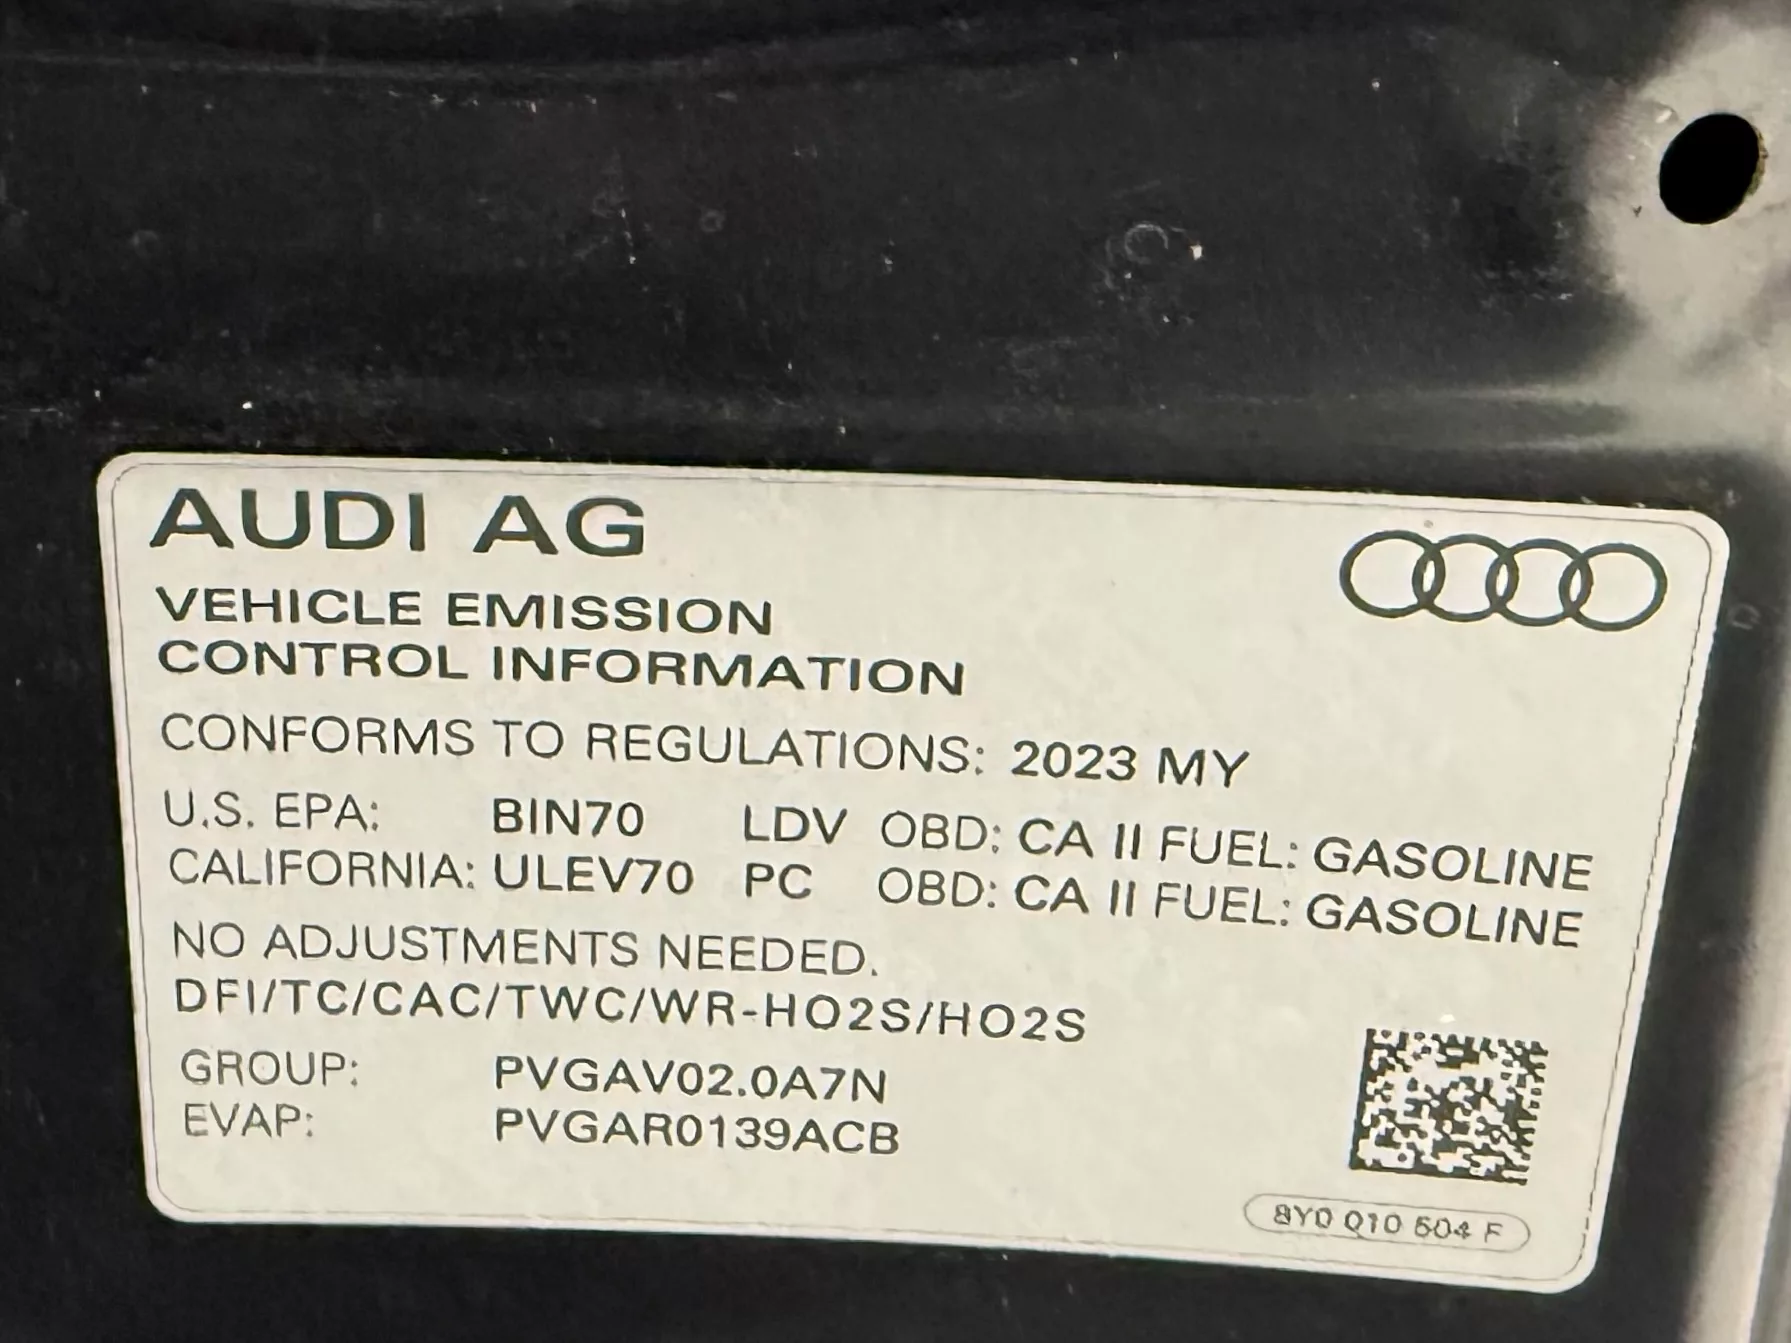 AUDI AG
VEHICLE EMISSION
CONTROL INFORMATION
CONFORMS TO REGULATIONS: 2023 MY
U.S. EPA: BIN70 LDV OBD: CA II FUEL: GASOLINE
CALIFORNIA: ULEV70 PC OBD: CA II FUEL: GASOLINE
NO ADJUSTMENTS NEEDED.
DFI/TC/CAC/TWC/WR-HO2S/HO2S
GROUP: PVGAV02.0A7N
EVAP: PVGAR0139ACB
8Y0 010 504 F